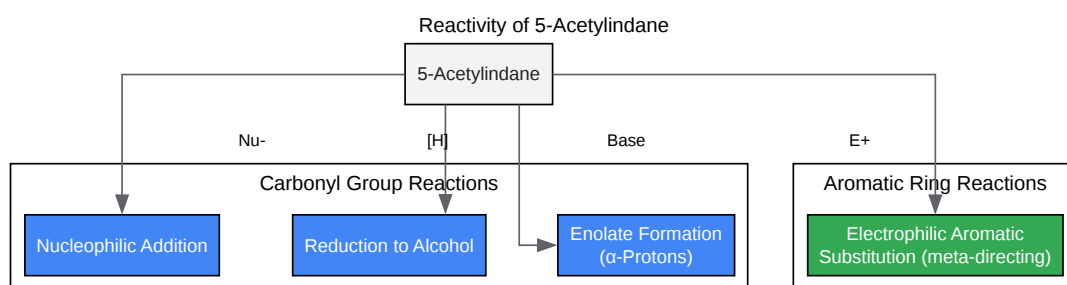 Reactivity of 5-Acetylindane
5-Acetylindane
Nu-
[H]
Base
E+
Carbonyl Group Reactions
Aromatic Ring Reactions
Nucleophilic Addition
Reduction to Alcohol
Enolate Formation
(α-Protons)
Electrophilic Aromatic
Substitution (meta-directing)